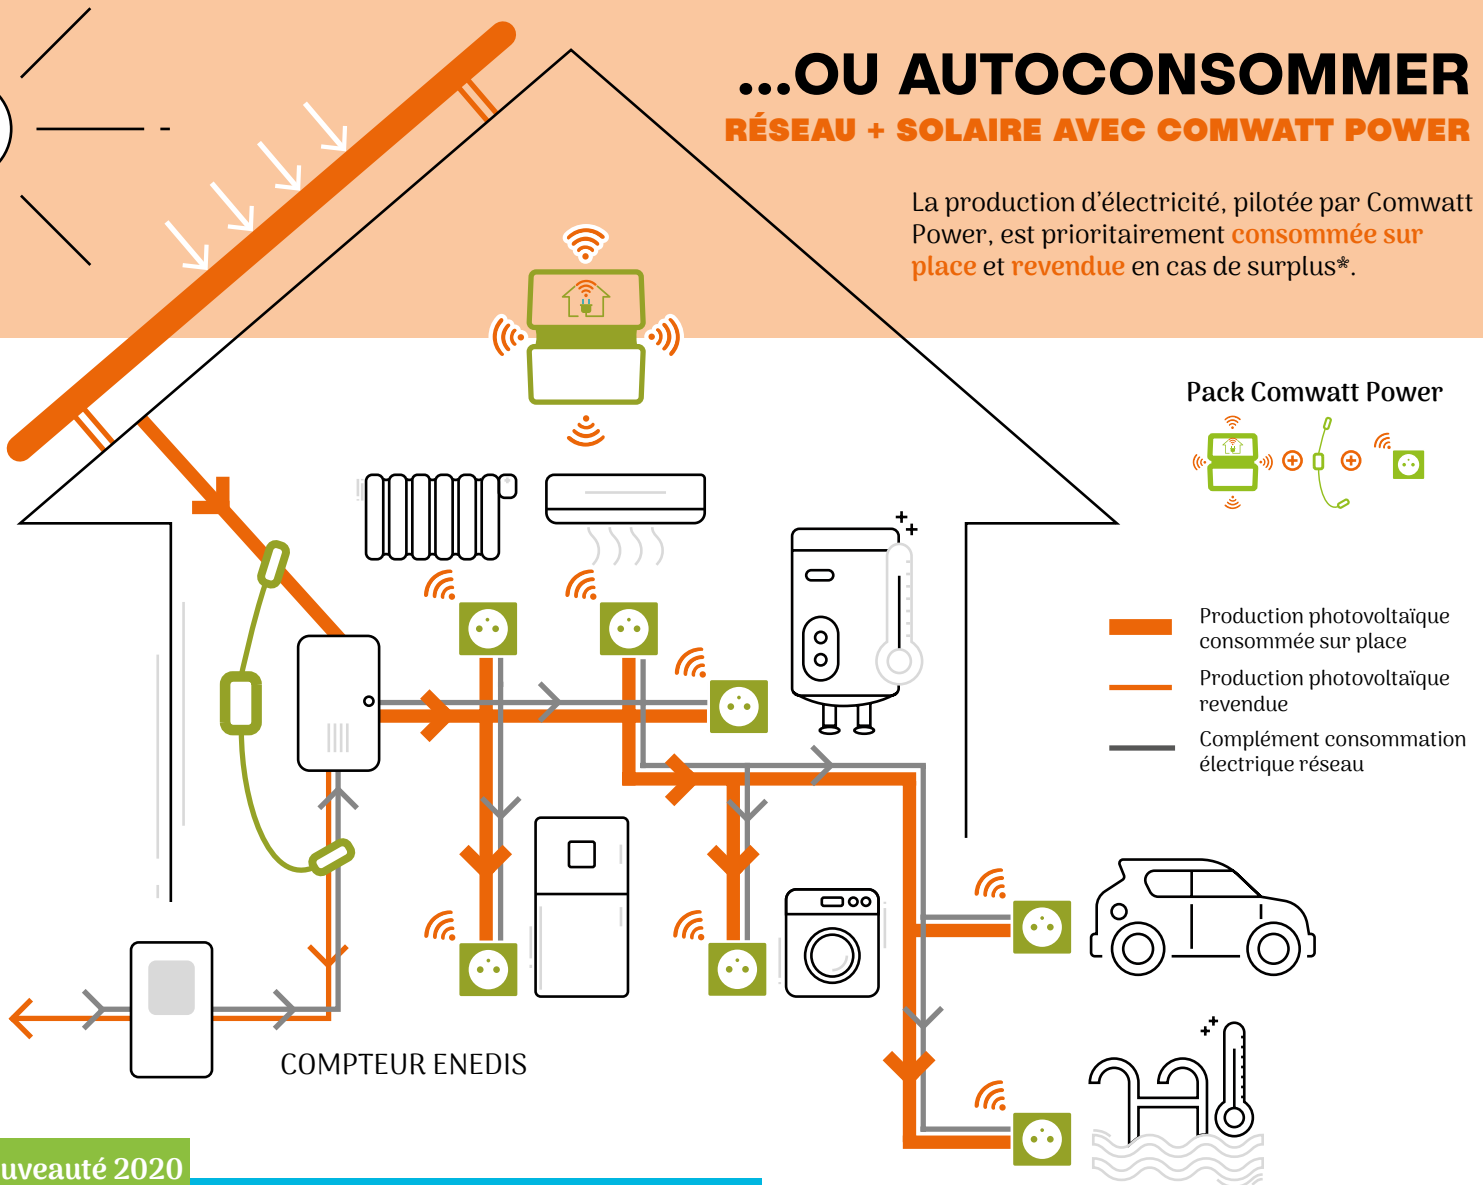 ...OU AUTOCONSOMMER
RÉSEAU + SOLAIRE AVEC COMWATT POWER
La production d'électricité, pilotée par Comwatt
Power, est prioritairement consommée sur
place et revendue en cas de surplus*.
Pack Comwatt Power
Production photovoltaïque
consommée sur place
Production photovoltaïque
revendue
Complément consommation
électrique réseau
COMPTEUR ENEDIS
uveauté 2020